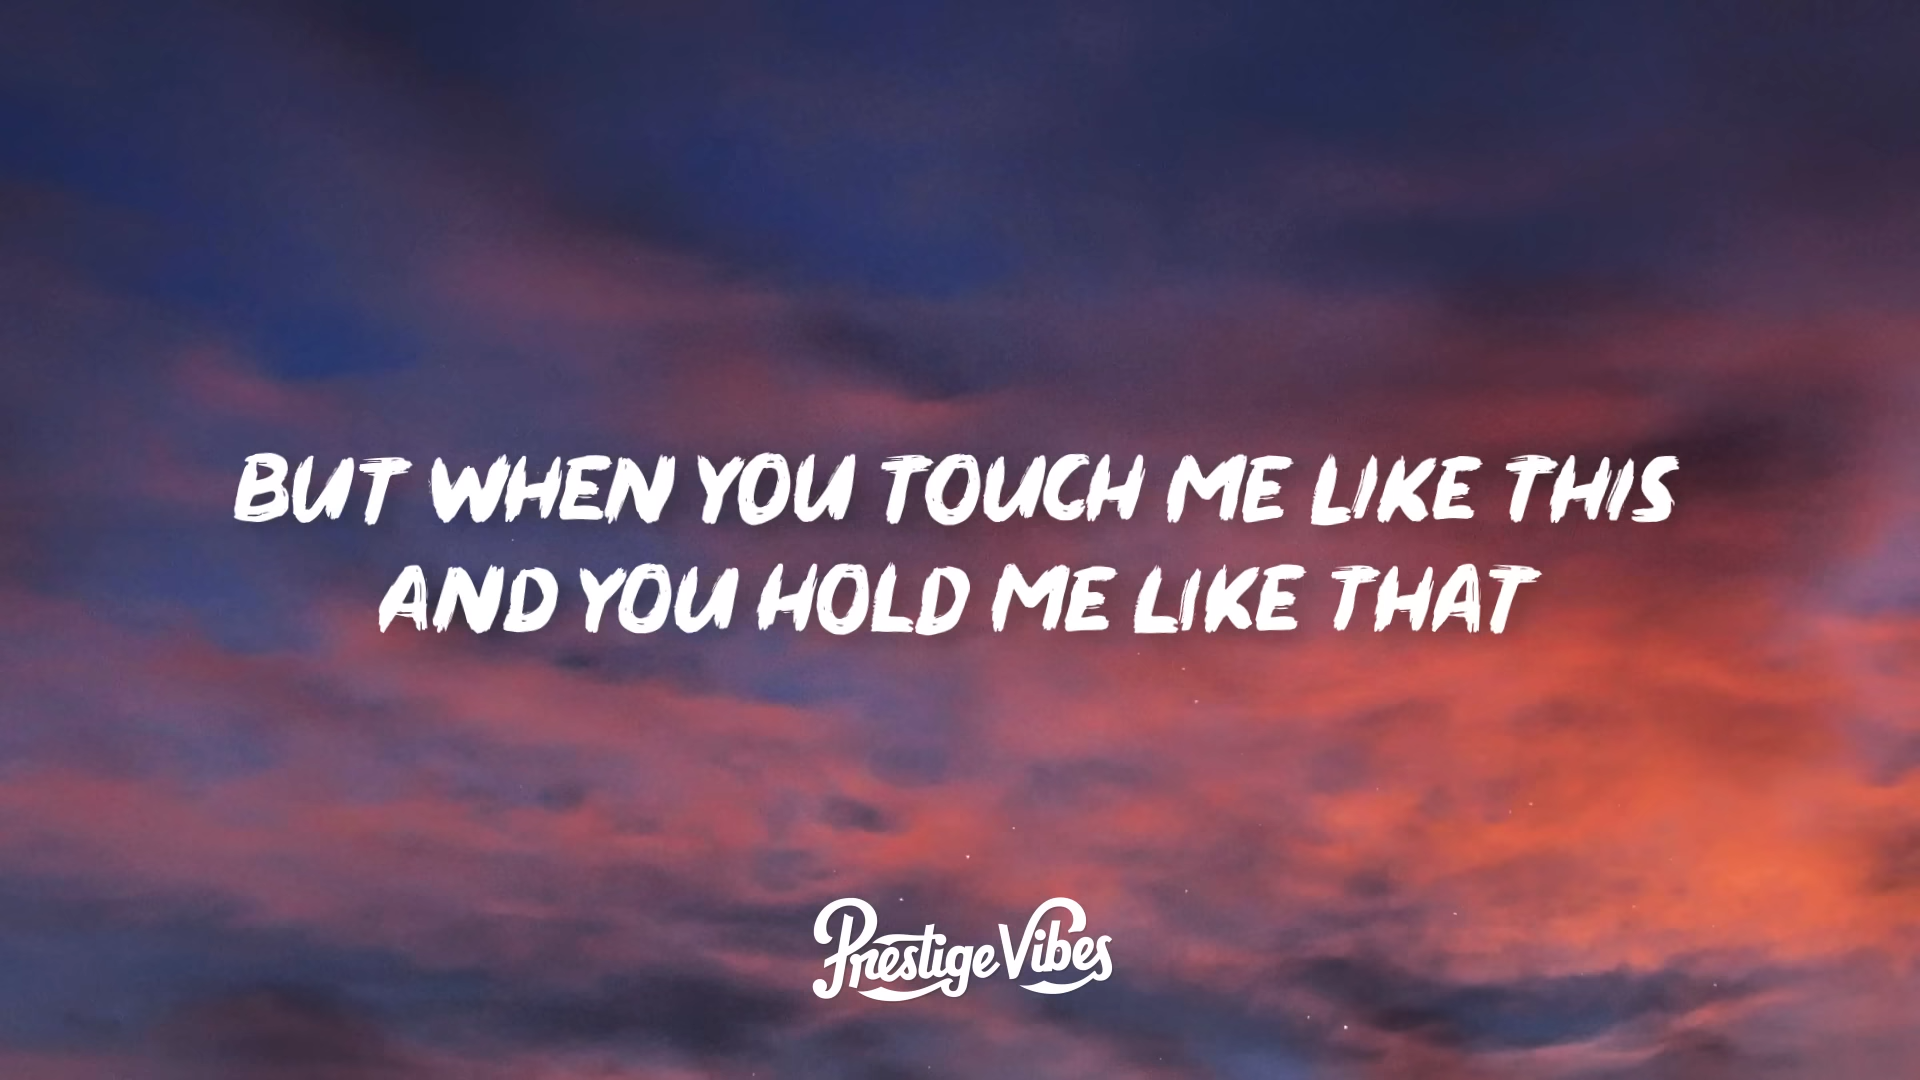 BUT WHEN YOU TOUCH ME LIKE THIS
AND YOU HOLD ME LIKE THAT
Prestige Vibes